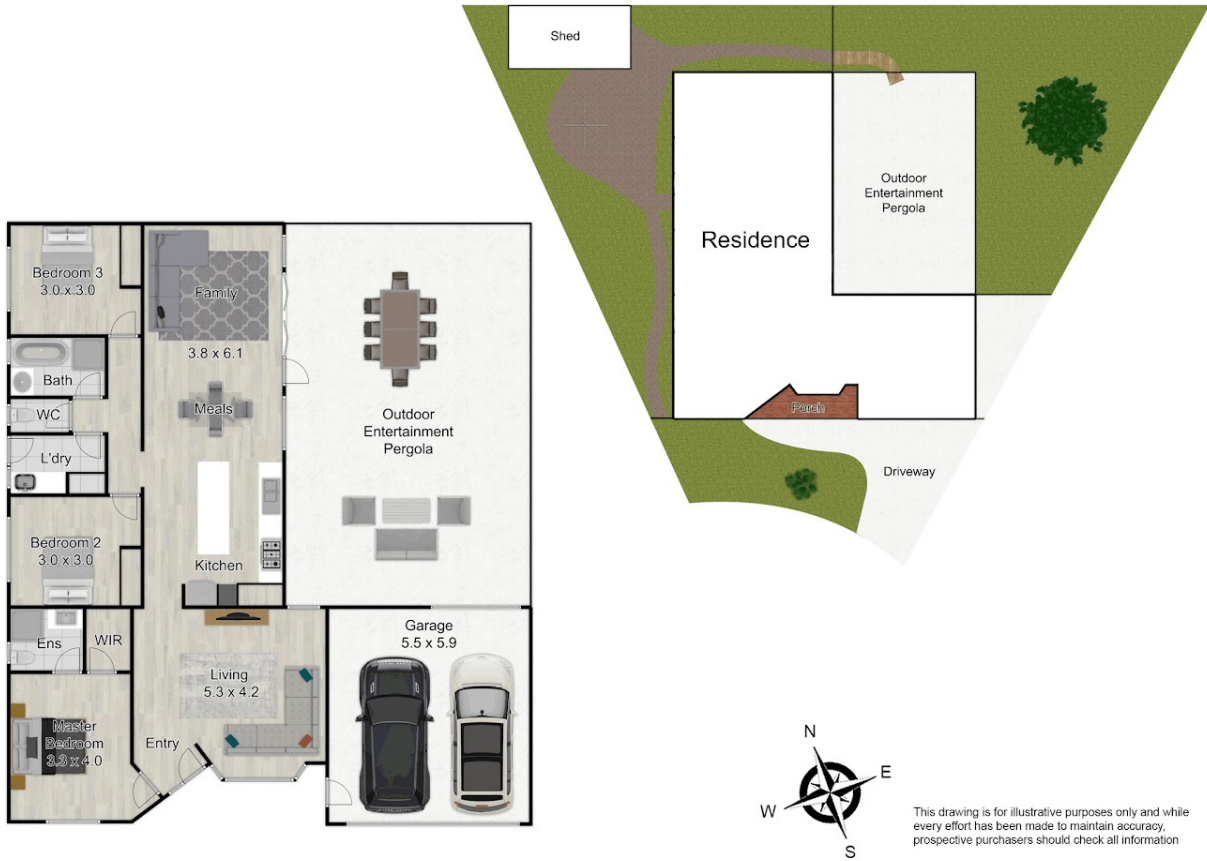 Shed
Outdoor
Entertainment
Pergola
Residence
Porch
Driveway
Bedroom 3
3.0 x 3.0
Family
3.8 x 6.1
Bath
WC
Meals
L'dry
Outdoor
Entertainment
Pergola
Bedroom 2
3.0 x 3.0
Kitchen
Ens
WIR
Garage
5.5 x 5.9
Living
5.3 x 4.2
Master
Bedroom
3.3 x 4.0
Entry
N
E
W
S
This drawing is for illustrative purposes only and while
every effort has been made to maintain accuracy,
prospective purchasers should check all information